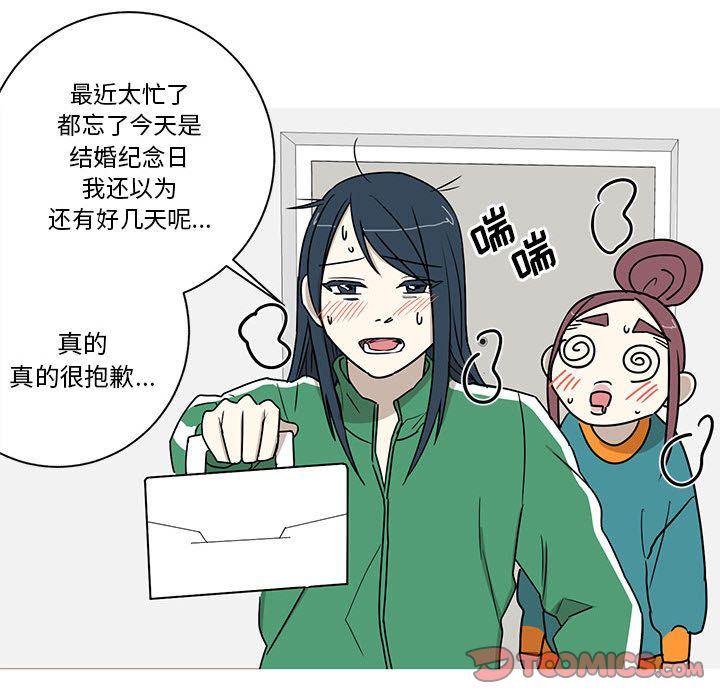 最近太忙了
都忘了今天是
结婚纪念日
我还以为
还有好几天呢...
真的
真的很抱歉...
喘
喘
TOOMICS.COM